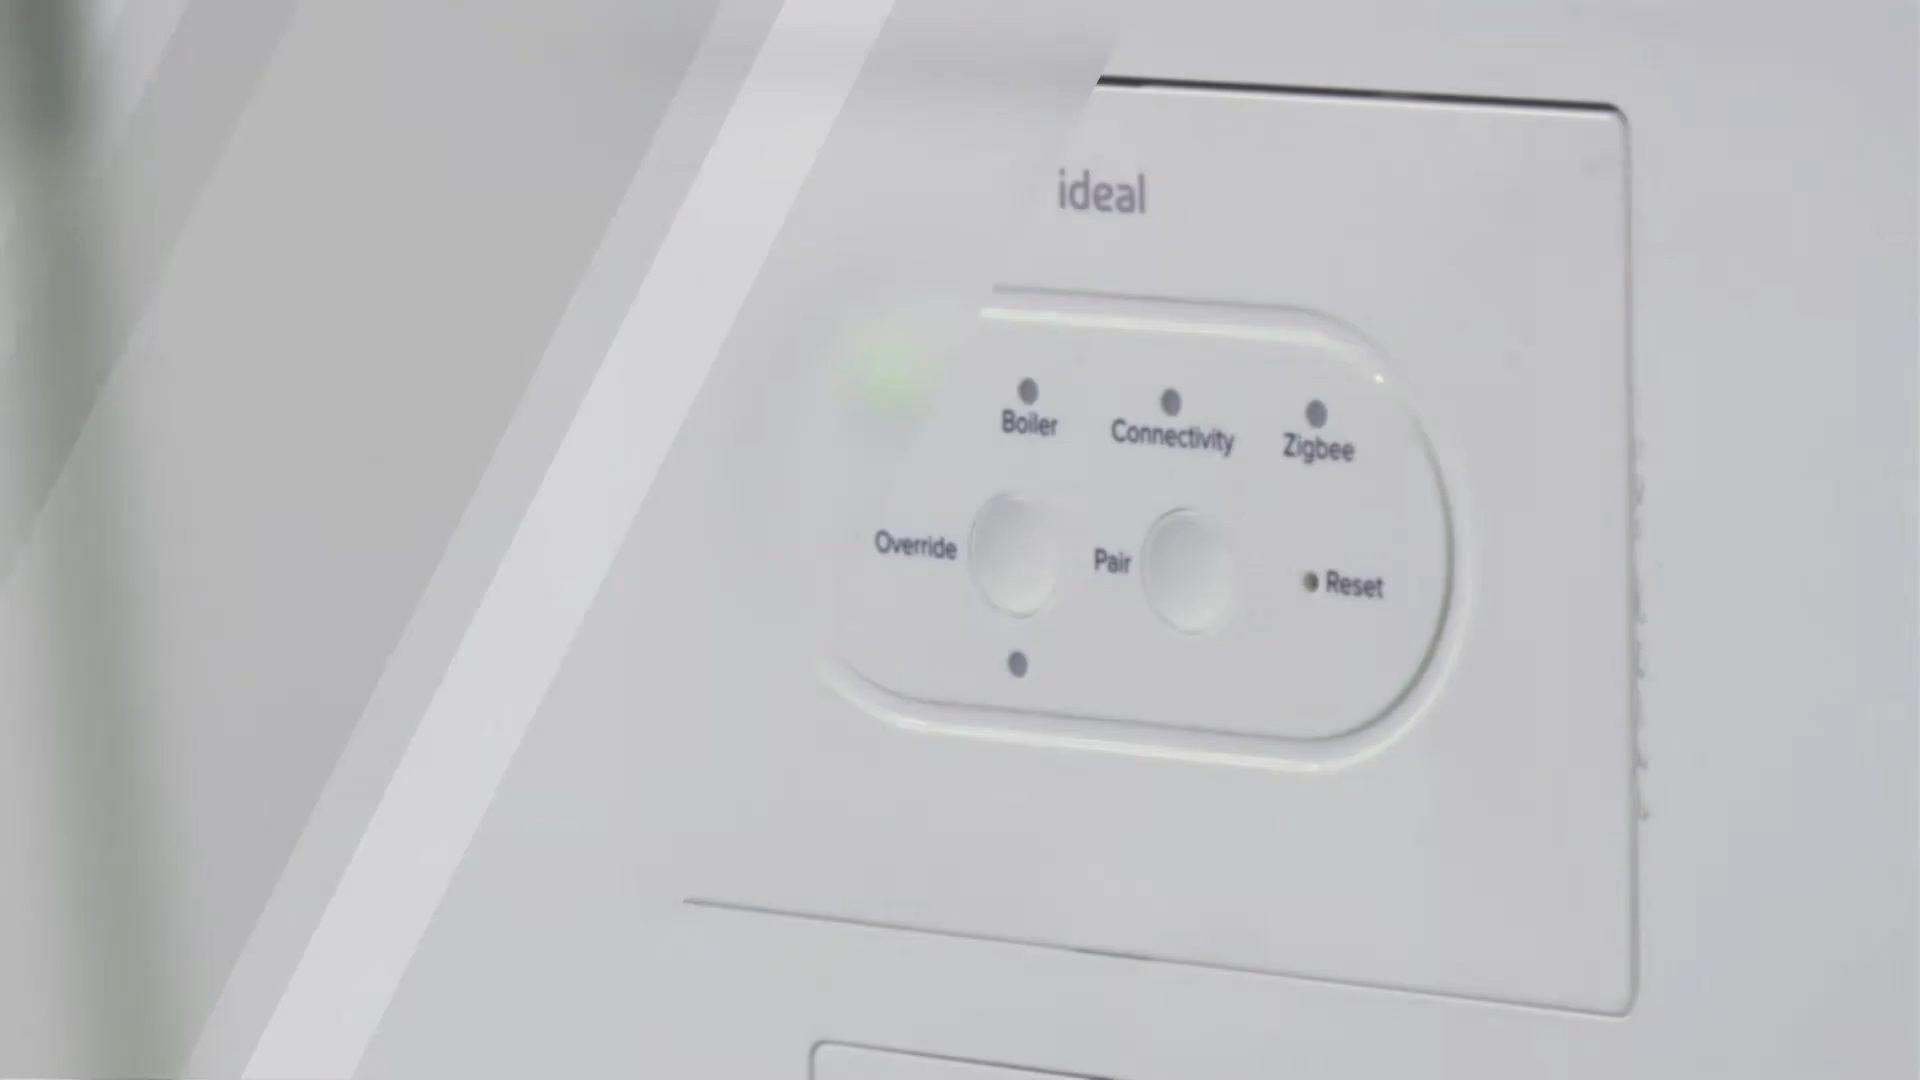 ideal
Boiler
Connectivity
Zigbee
Override
Pair
Reset